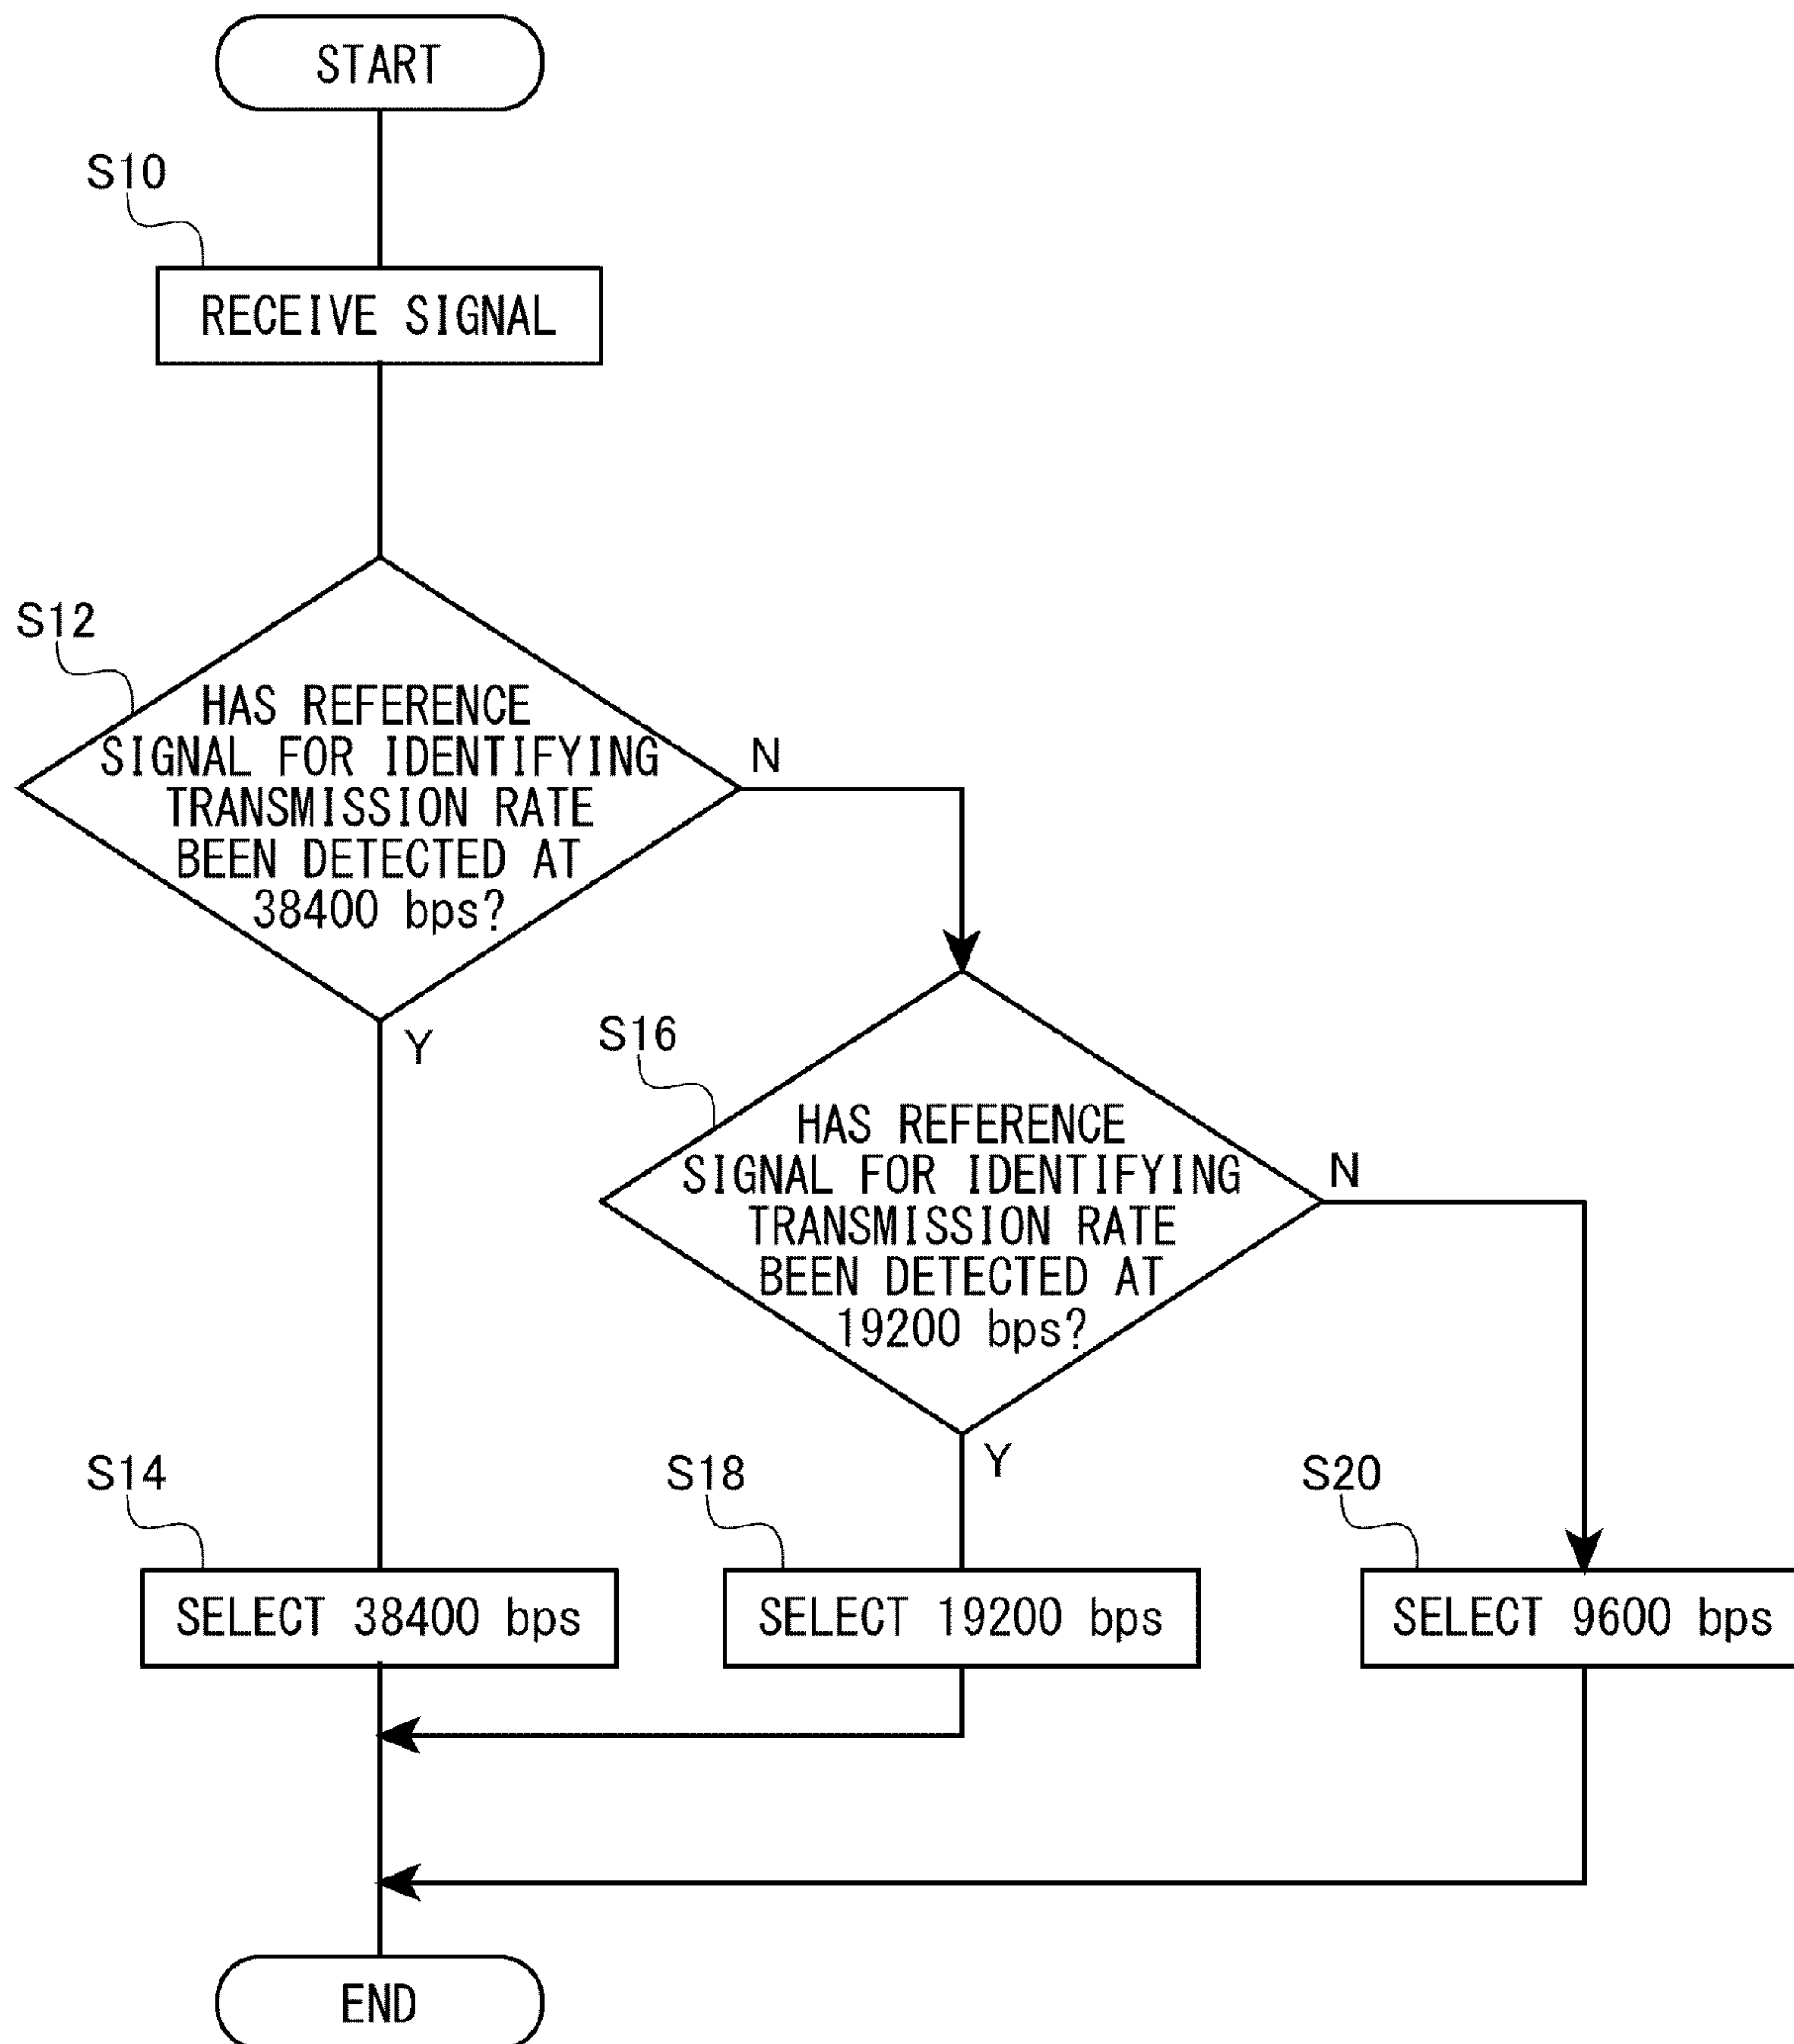 START
S10
RECEIVE SIGNAL
S12
HAS REFERENCE
SIGNAL FOR IDENTIFYING
TRANSMISSION RATE
BEEN DETECTED AT
38400 bps?
N
Y
S16
HAS REFERENCE
SIGNAL FOR IDENTIFYING
TRANSMISSION RATE
BEEN DETECTED AT
19200 bps?
N
Y
S14
SELECT 38400 bps
S18
SELECT 19200 bps
S20
SELECT 9600 bps
END